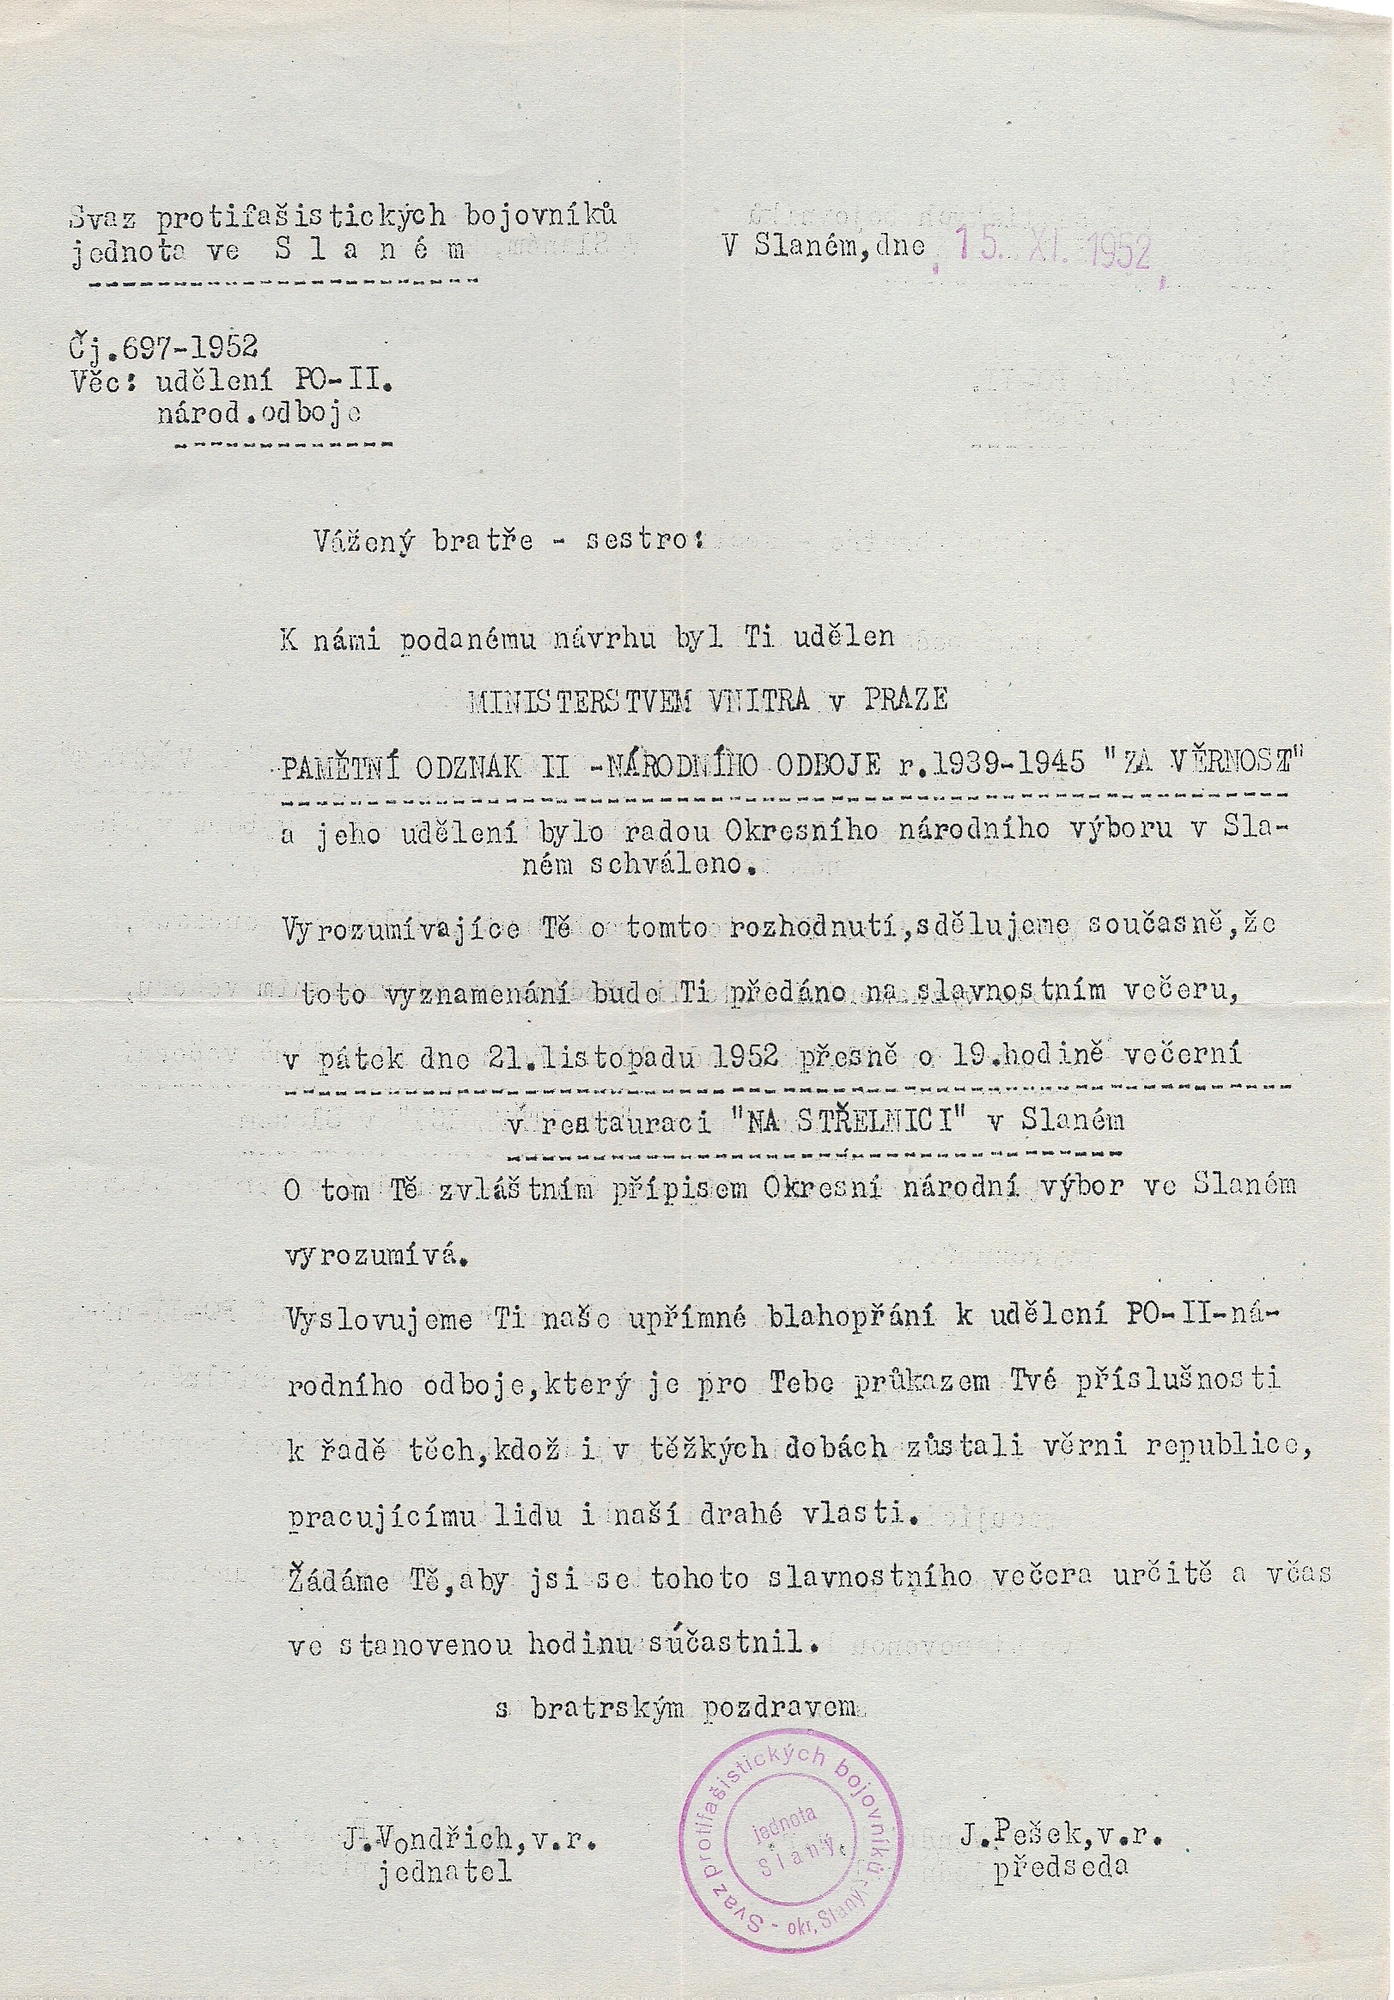 Svaz protifašistických bojovníků
jednota ve S l a n é m
V Slaném,dne 15. XI. 1952
Čj.697-1952
Věc: udělení PO-II.
národ.odboje
Vážený bratře - sestro:
K námi podanému návrhu byl Ti udělen
MINISTERSTVEM VNITRA v PRAZE
PAMĚTNÍ ODZNAK II -NÁRODNÍHO ODBOJE r.1939-1945 "ZA VĚRNOST"
a jeho udělení bylo radou Okresního národního výboru v Sla-
ném schváleno.
Vyrozumívajíce Tě o tomto rozhodnutí,sdělujeme současně,že
toto vyznamenání bude Ti předáno na slavnostním večeru,
v pátek dne 21.listopadu 1952 přesně o 19.hodině večerní
v restauraci "NA STŘELNICI" v Slaném
O tom Tě zvláštním přípisem Okresní národní výbor ve Slaném
vyrozumívá.
Vyslovujeme Ti naše upřímné blahopřání k udělení PO-II-ná-
rodního odboje,který je pro Tebe průkazem Tvé příslušnosti
k řadě těch,kdož i v těžkých dobách zůstali věrni republice,
pracujícímu lidu i naší drahé vlasti.
Žádáme Tě,aby jsi se tohoto slavnostního večera určitě a včas
ve stanovenou hodinu súčastnil.
s bratrským pozdravem
J.Vondřich,v.r.
jednatel
Svaz protifašistických bojovníků - okr. Slaný -
jednota
Slaný.
J.Pešek,v.r.
předseda